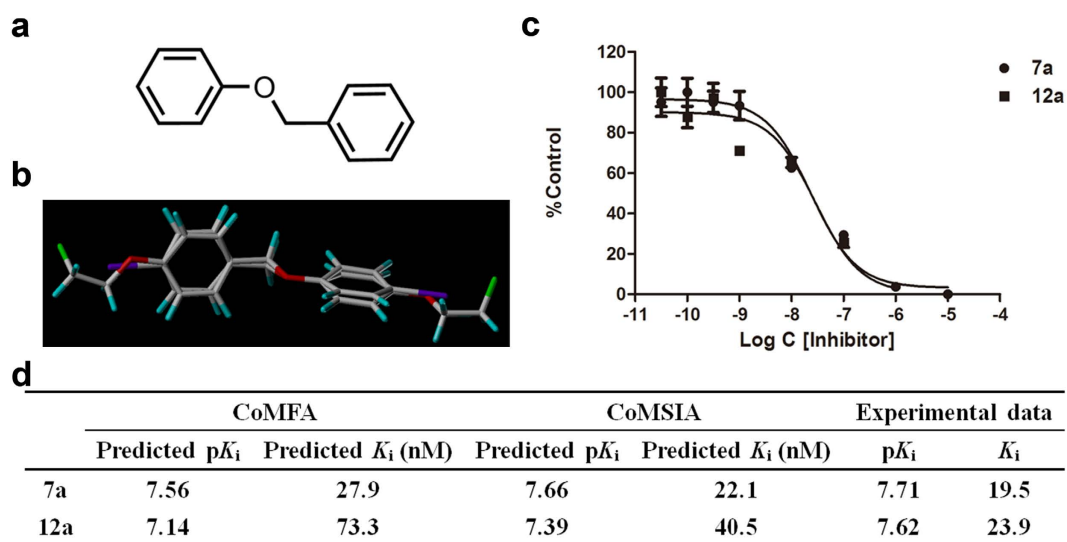 a
O
b
c
120
100
80
60
40
20
0
%Control
-11 -10 -9 -8 -7 -6 -5 -4
Log C [Inhibitor]
7a
12a
d
CoMFA CoMSIA Experimental data
Predicted pKi Predicted Ki (nM) Predicted pKi Predicted Ki (nM) pKi Ki
7a 7.56 27.9 7.66 22.1 7.71 19.5
12a 7.14 73.3 7.39 40.5 7.62 23.9